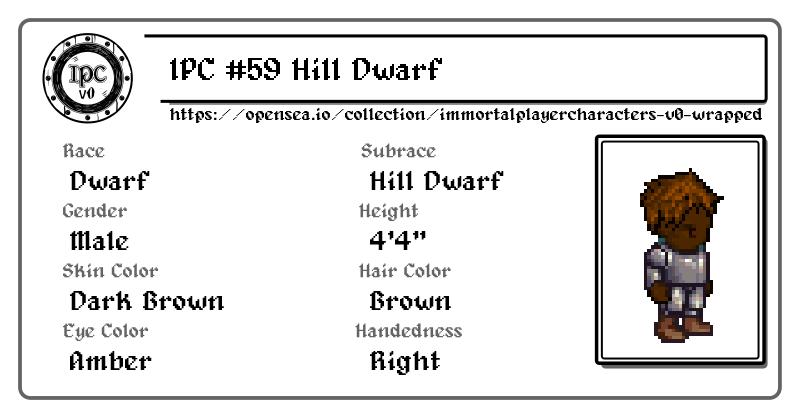 1pc
v0
1PC #59 Hill Dwarf
https://opensea.io/collection/immortalplayercharacters-v0-wrapped
Race
Dwarf
Subrace
Hill Dwarf
Gender
Male
Height
4'4"
Skin Color
Dark Brown
Hair Color
Brown
Eye Color
Amber
Handedness
Right